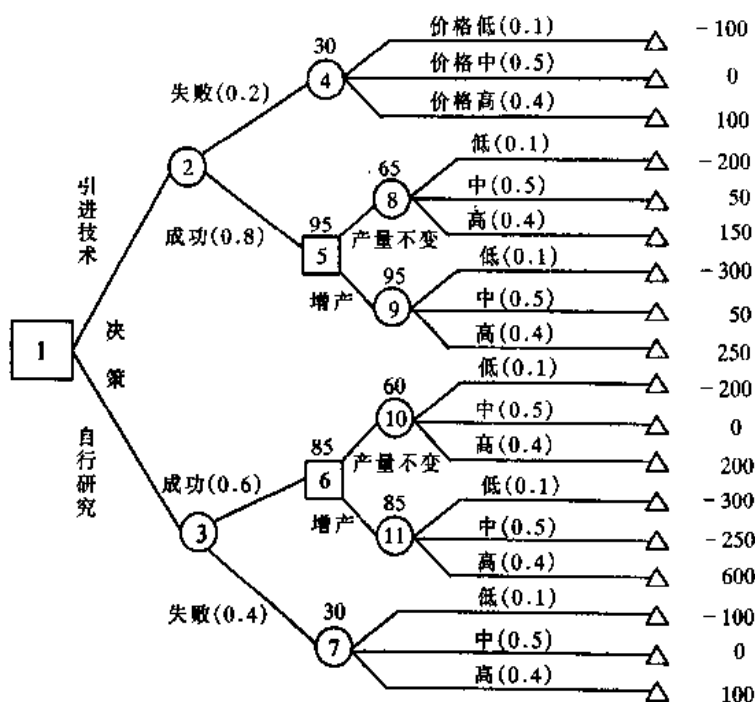 价格低(0.1) -100
30
④ 价格中(0.5) 0
失败(0.2)
价格高(0.4) 100
低(0.1) -200
②
65
⑧ 中(0.5) 50
引进技术
成功(0.8)
95
高(0.4) 150
5 产量不变
低(0.1) -300
95
增产
⑨ 中(0.5) 50
1
决策
高(0.4) 250
低(0.1) -200
60
⑩ 中(0.5) 0
自行研究
85
高(0.4) 200
成功(0.6)
6 产量不变
低(0.1) -300
85
增产
③
⑪ 中(0.5) -250
高(0.4) 600
失败(0.4)
低(0.1) -100
30
⑦ 中(0.5) 0
高(0.4) 100